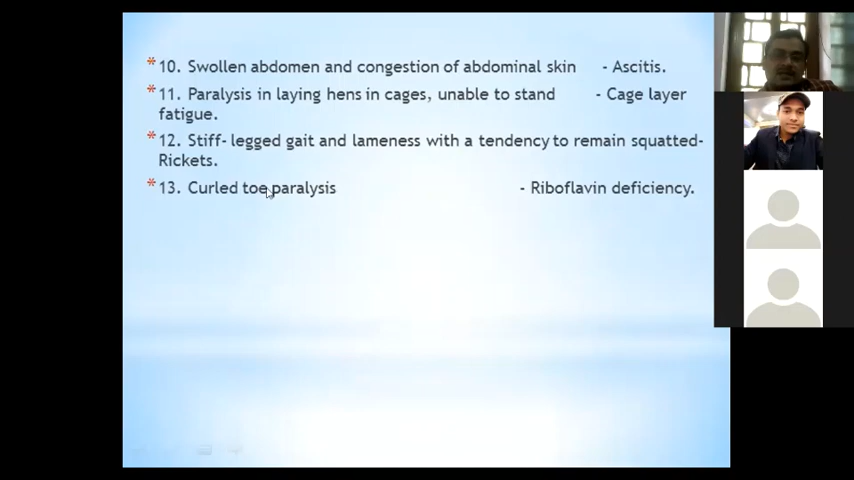 *10. Swollen abdomen and congestion of abdominal skin - Ascitis.
*11. Paralysis in laying hens in cages, unable to stand - Cage layer
fatigue.
*12. Stiff- legged gait and lameness with a tendency to remain squatted-
Rickets.
*13. Curled toe paralysis - Riboflavin deficiency.